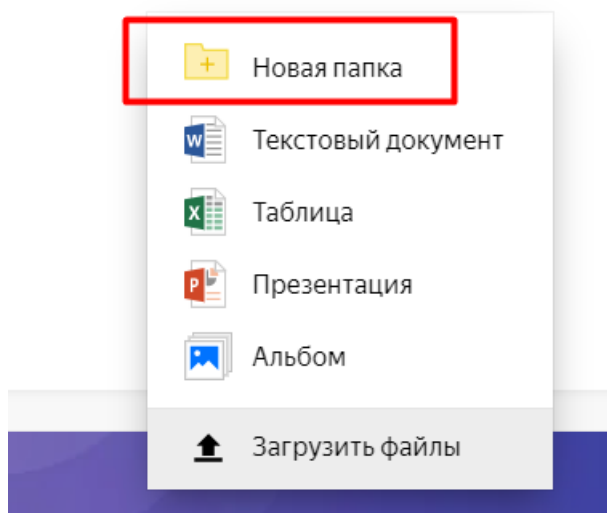 Новая папка
W
Текстовый документ
X
Таблица
P
Презентация
Альбом
Загрузить файлы